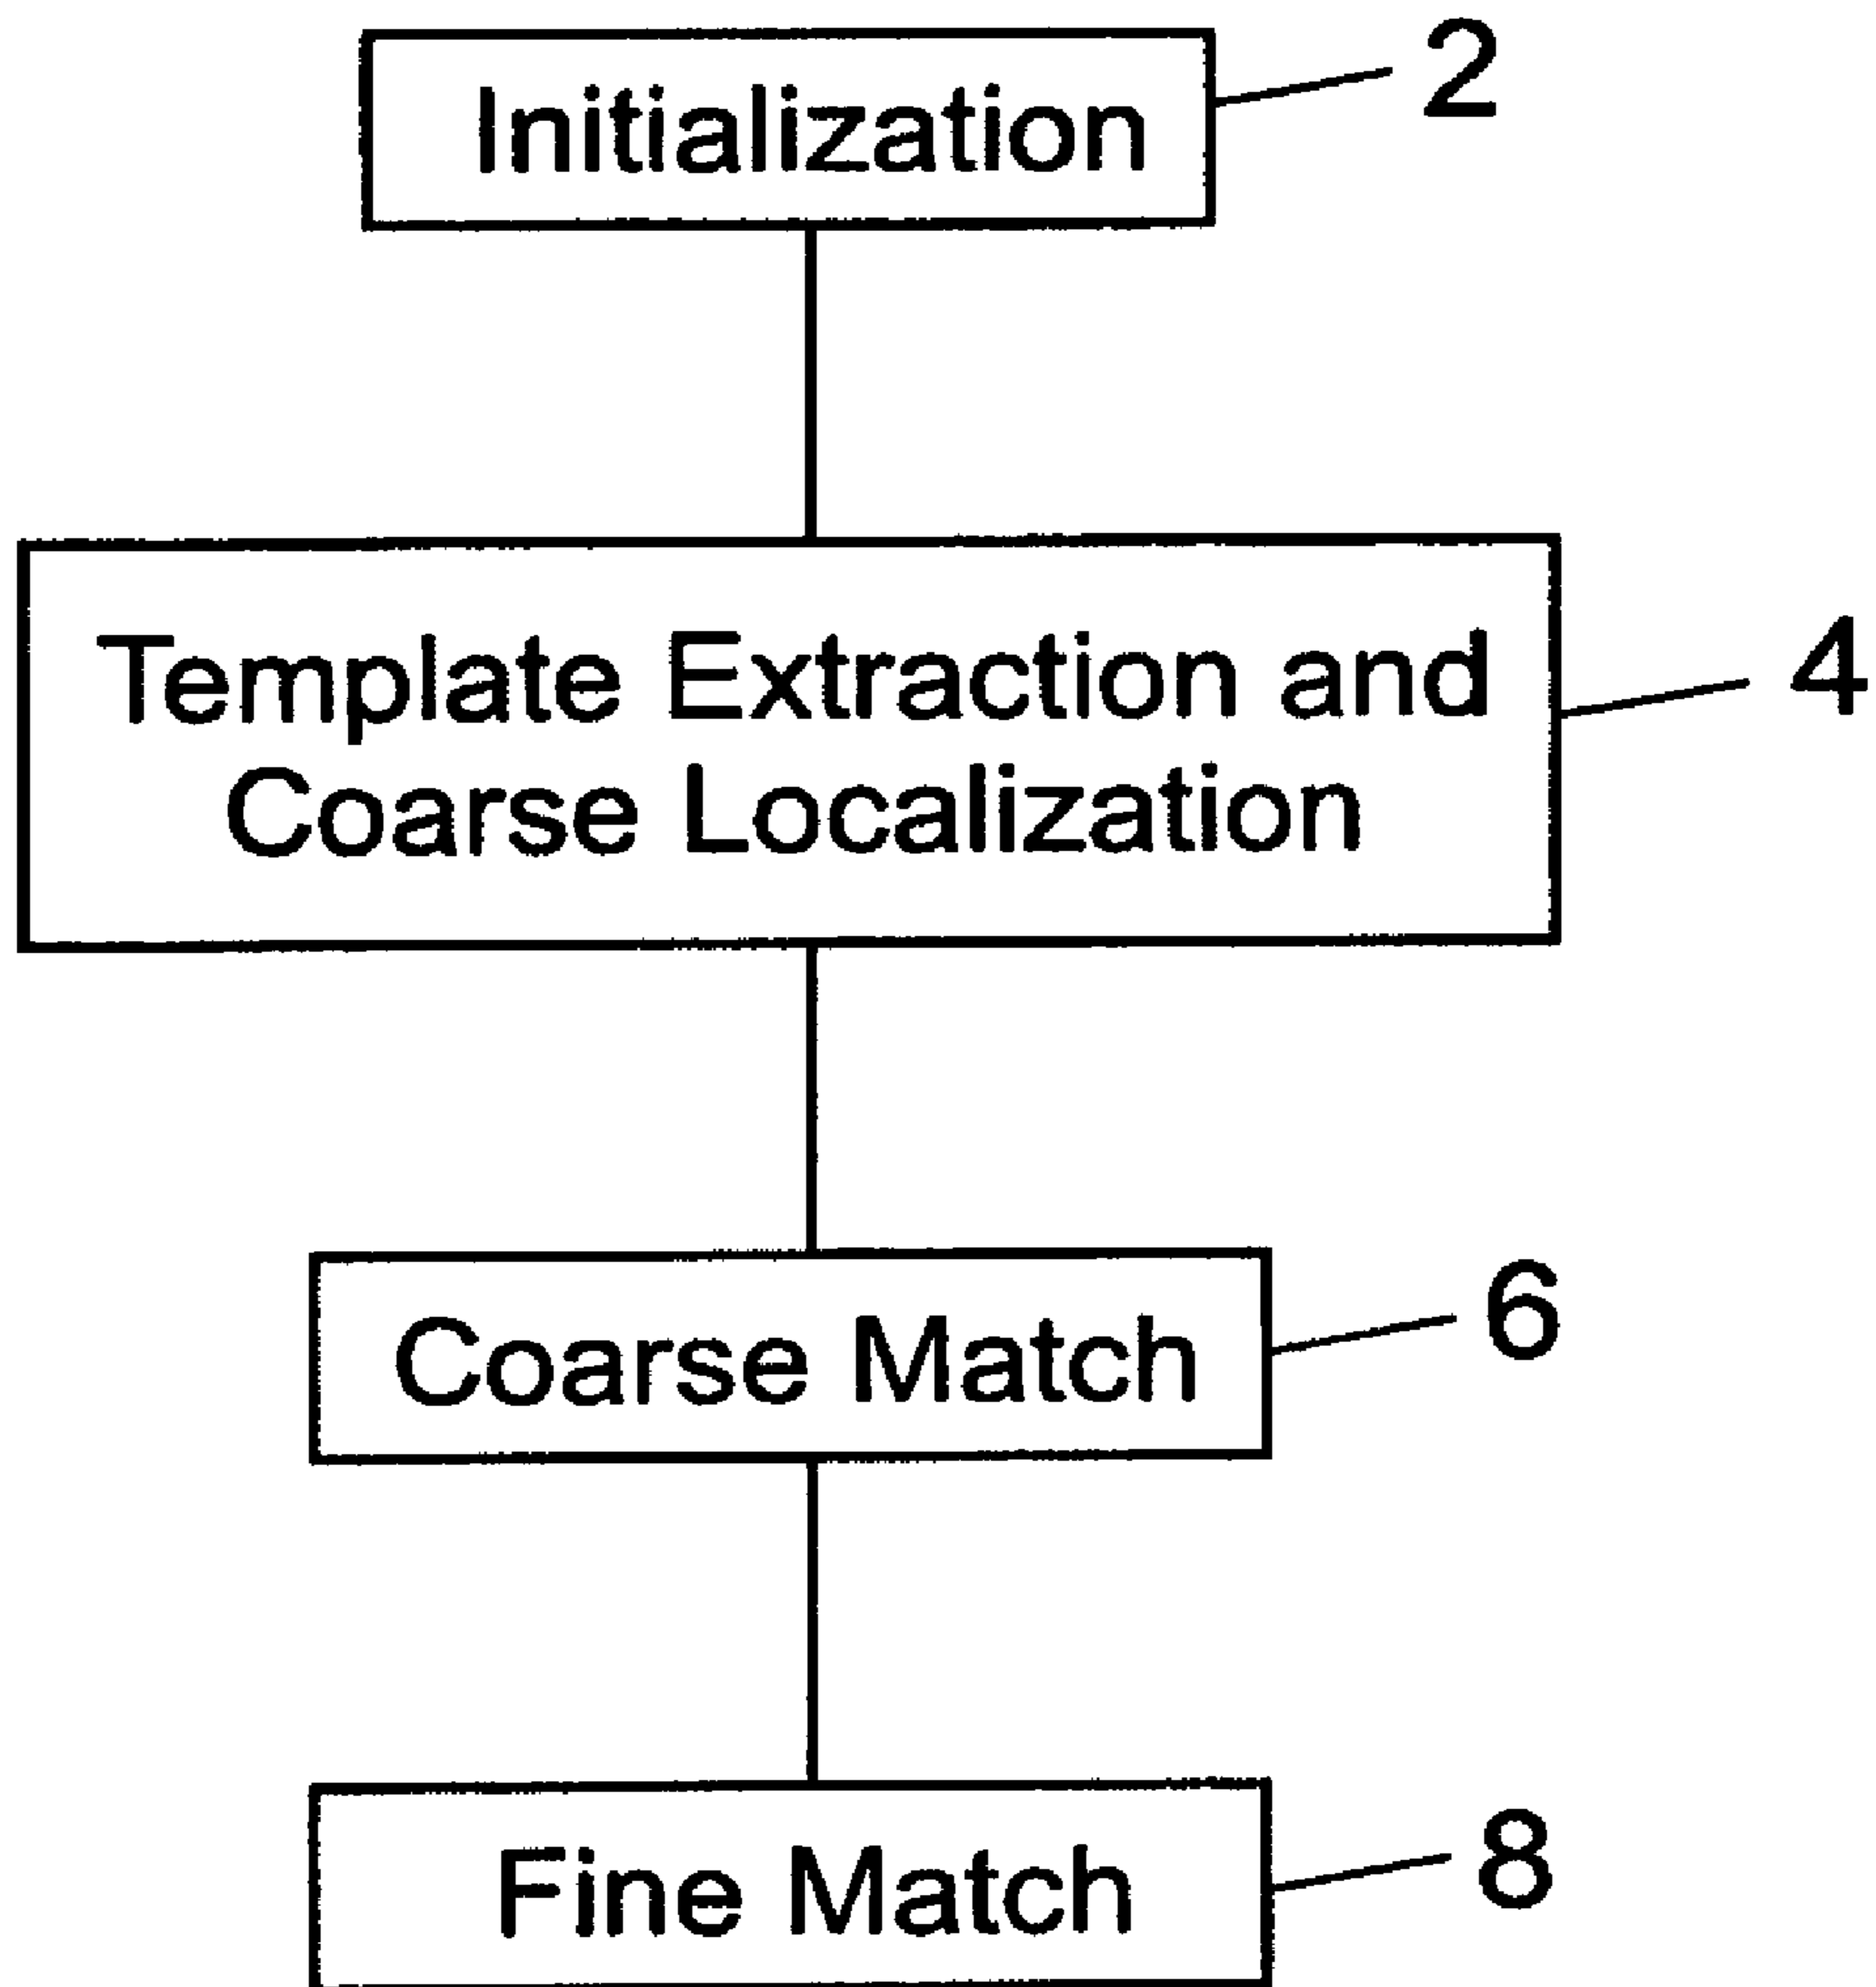 Initialization
2
Template Extraction and
Coarse Localization
4
Coarse Match
6
Fine Match
8